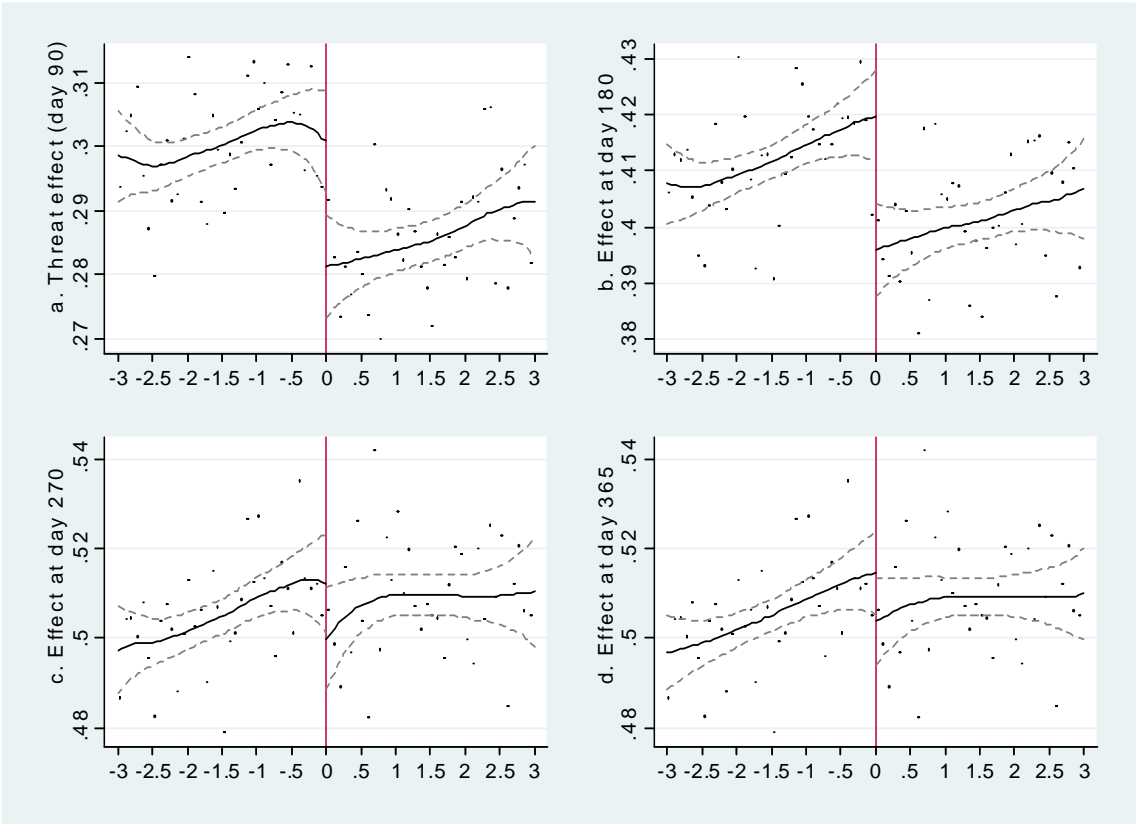 a. Threat effect (day 90)
.31
.3
.29
.28
.27
-3 -2.5 -2 -1.5 -1 -.5 0 .5 1 1.5 2 2.5 3
b. Effect at day 180
.43
.42
.41
.4
.39
.38
-3 -2.5 -2 -1.5 -1 -.5 0 .5 1 1.5 2 2.5 3
c. Effect at day 270
.54
.52
.5
.48
-3 -2.5 -2 -1.5 -1 -.5 0 .5 1 1.5 2 2.5 3
d. Effect at day 365
.54
.52
.5
.48
-3 -2.5 -2 -1.5 -1 -.5 0 .5 1 1.5 2 2.5 3